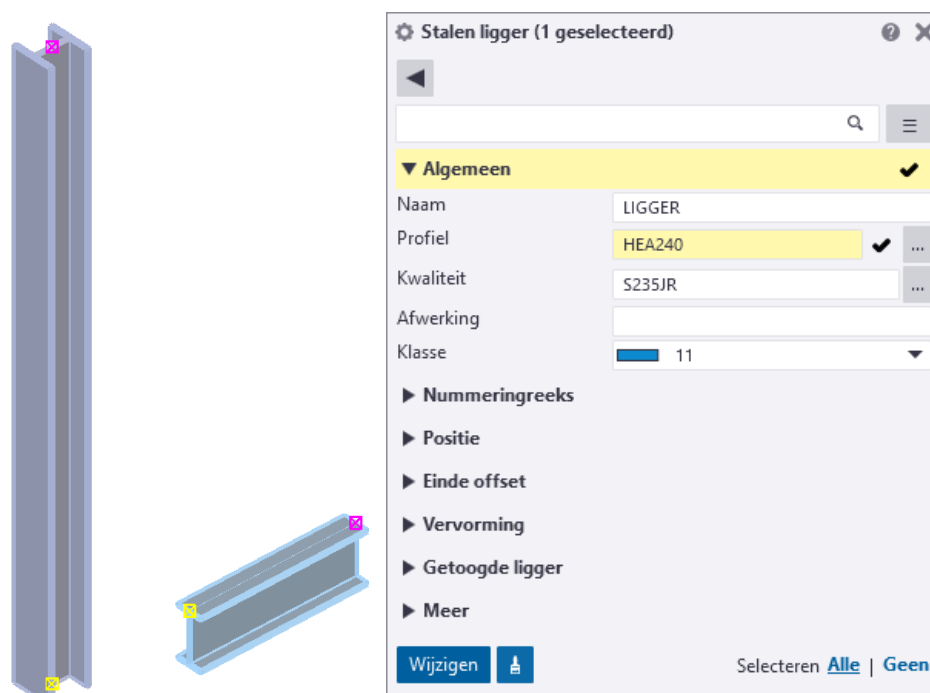 Stalen ligger (1 geselecteerd)
Algemeen
Naam LIGGER
Profiel HEA240 ...
Kwaliteit S235JR ...
Afwerking
Klasse 11
Nummeringreeks
Positie
Einde offset
Vervorming
Getoogde ligger
Meer
Wijzigen Selecteren Alle | Geen